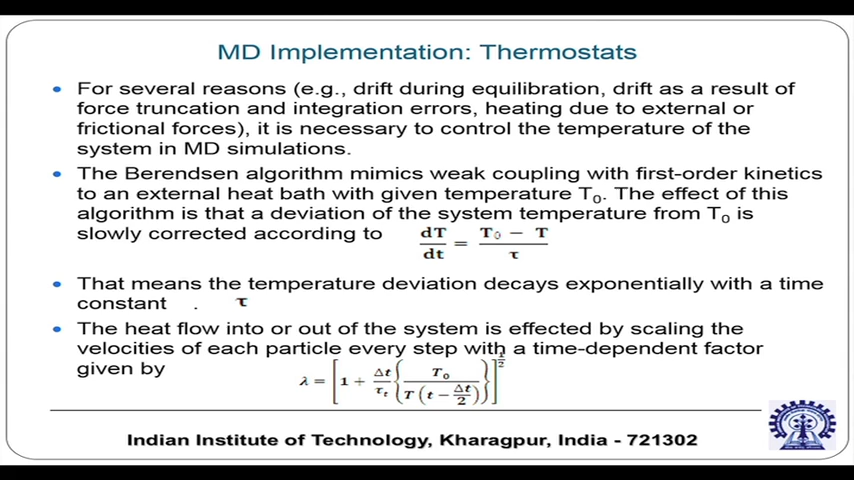 MD Implementation: Thermostats
• For several reasons (e.g., drift during equilibration, drift as a result of
force truncation and integration errors, heating due to external or
frictional forces), it is necessary to control the temperature of the
system in MD simulations.
• The Berendsen algorithm mimics weak coupling with first-order kinetics
to an external heat bath with given temperature T₀. The effect of this
algorithm is that a deviation of the system temperature from T₀ is
slowly corrected according to dT/dt = (T₀ − T)/τ
• That means the temperature deviation decays exponentially with a time
constant . τ
• The heat flow into or out of the system is effected by scaling the
velocities of each particle every step with a time-dependent factor
given by λ = [1 + Δt/τₜ {T₀/T(t − Δt/2)}]^(1/2)
Indian Institute of Technology, Kharagpur, India - 721302